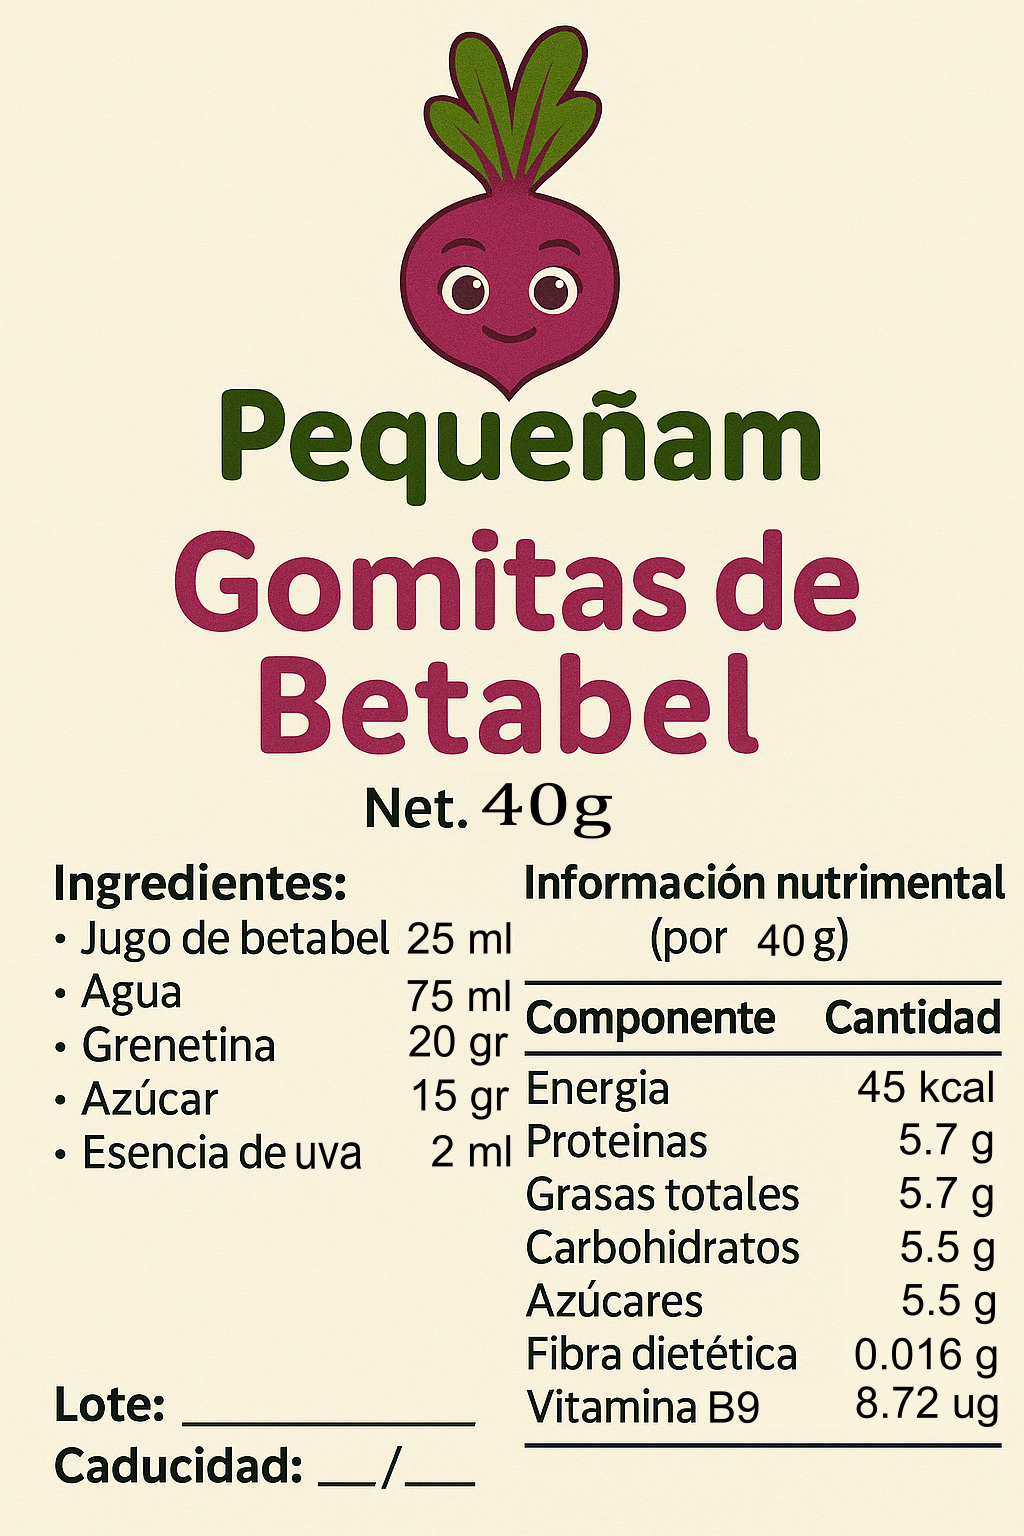 Pequeñam
Gomitas de
Betabel
Net. 40g
Ingredientes:
• Jugo de betabel 25 ml
• Agua 75 ml
• Grenetina 20 gr
• Azúcar 15 gr
• Esencia de uva 2 ml
Lote: ____________
Caducidad: __/__
Información nutrimental
(por 40 g)
Componente Cantidad
Energia 45 kcal
Proteinas 5.7 g
Grasas totales 5.7 g
Carbohidratos 5.5 g
Azúcares 5.5 g
Fibra dietética 0.016 g
Vitamina B9 8.72 ug